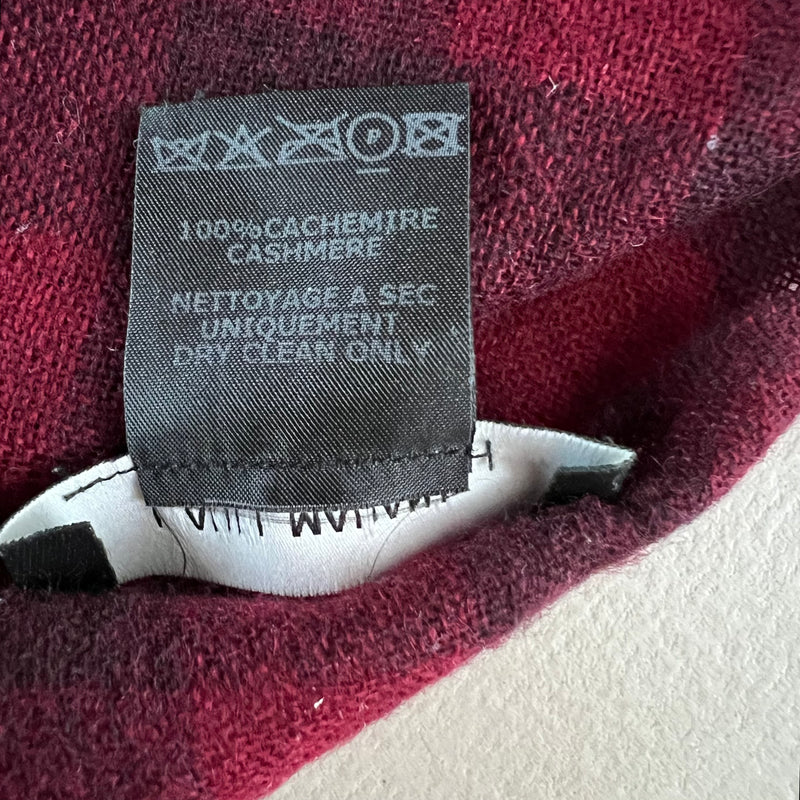 P
100%CACHEMIRE
CASHMERE
NETTOYAGE A SEC
UNIQUEMENT
DRY CLEAN ONLY